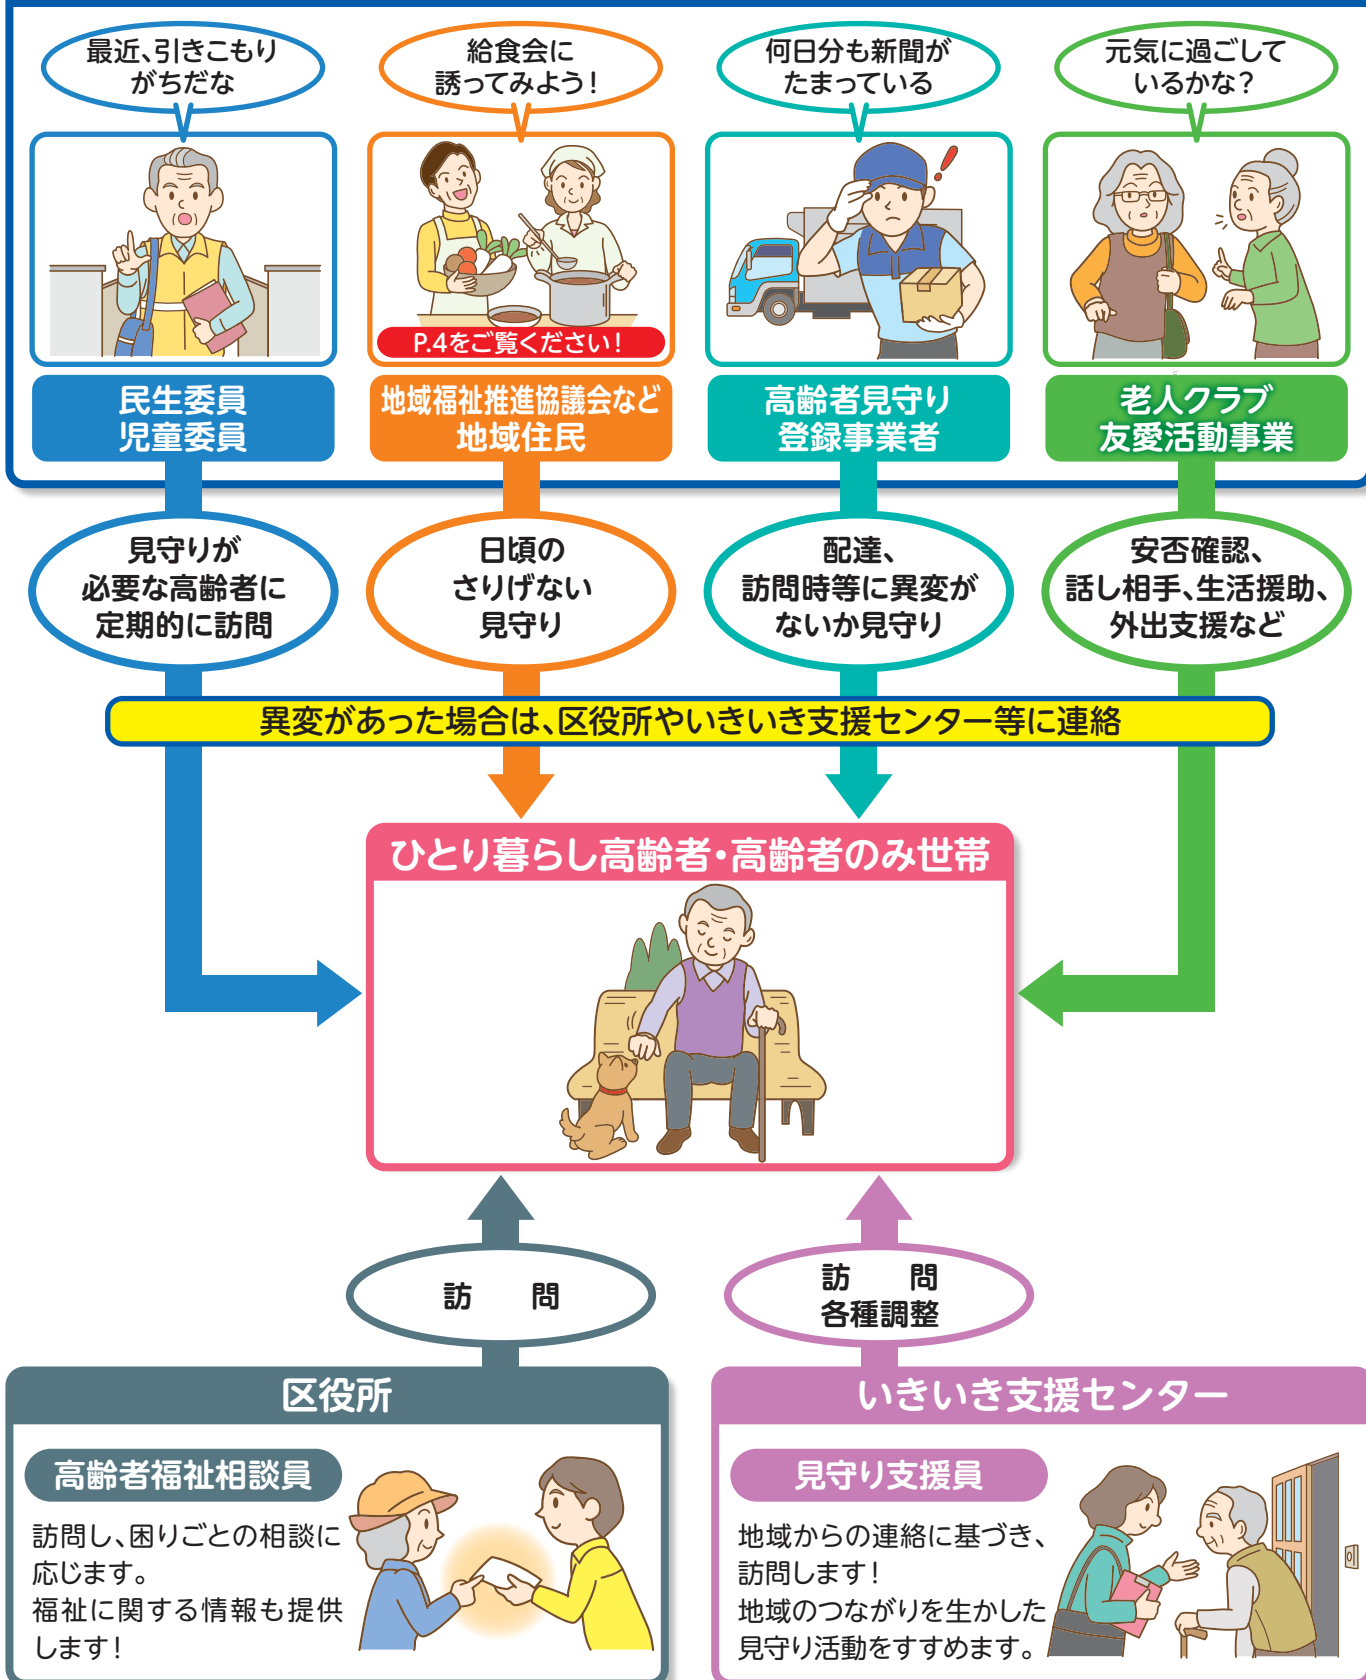 最近、引きこもり
がちだな
給食会に
誘ってみよう！
何日分も新聞が
たまっている
元気に過ごして
いるかな？
P.4をご覧ください！
民生委員
児童委員
地域福祉推進協議会など
地域住民
高齢者見守り
登録事業者
老人クラブ
友愛活動事業
見守りが
必要な高齢者に
定期的に訪問
日頃の
さりげない
見守り
配達、
訪問時等に異変が
ないか見守り
安否確認、
話し相手、生活援助、
外出支援など
異変があった場合は、区役所やいきいき支援センター等に連絡
ひとり暮らし高齢者・高齢者のみ世帯
訪　問
訪　問
各種調整
区役所
高齢者福祉相談員
訪問し、困りごとの相談に
応じます。
福祉に関する情報も提供
します！
いきいき支援センター
見守り支援員
地域からの連絡に基づき、
訪問します！
地域のつながりを生かした
見守り活動をすすめます。